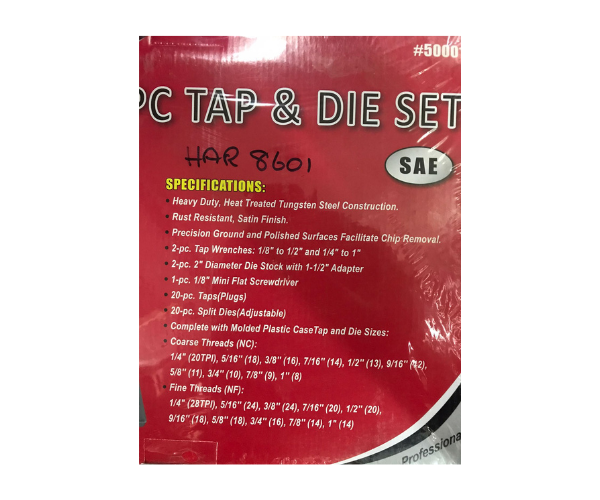 #5000
PC TAP & DIE SET
HAR 8601
SAE
SPECIFICATIONS:
• Heavy Duty, Heat Treated Tungsten Steel Construction.
• Rust Resistant, Satin Finish.
• Precision Ground and Polished Surfaces Facilitate Chip Removal.
• 2-pc. Tap Wrenches: 1/8" to 1/2" and 1/4" to 1"
• 2-pc. 2" Diameter Die Stock with 1-1/2" Adapter
• 1-pc. 1/8" Mini Flat Screwdriver
• 20-pc. Taps(Plugs)
• 20-pc. Split Dies(Adjustable)
• Complete with Molded Plastic CaseTap and Die Sizes:
• Coarse Threads (NC):
1/4" (20TPI), 5/16" (18), 3/8" (16), 7/16" (14), 1/2" (13), 9/16" (12),
5/8" (11), 3/4" (10), 7/8" (9), 1" (8)
• Fine Threads (NF):
1/4" (28TPI), 5/16" (24), 3/8" (24), 7/16" (20), 1/2" (20),
9/16" (18), 5/8" (18), 3/4" (16), 7/8" (14), 1" (14)
Professiona